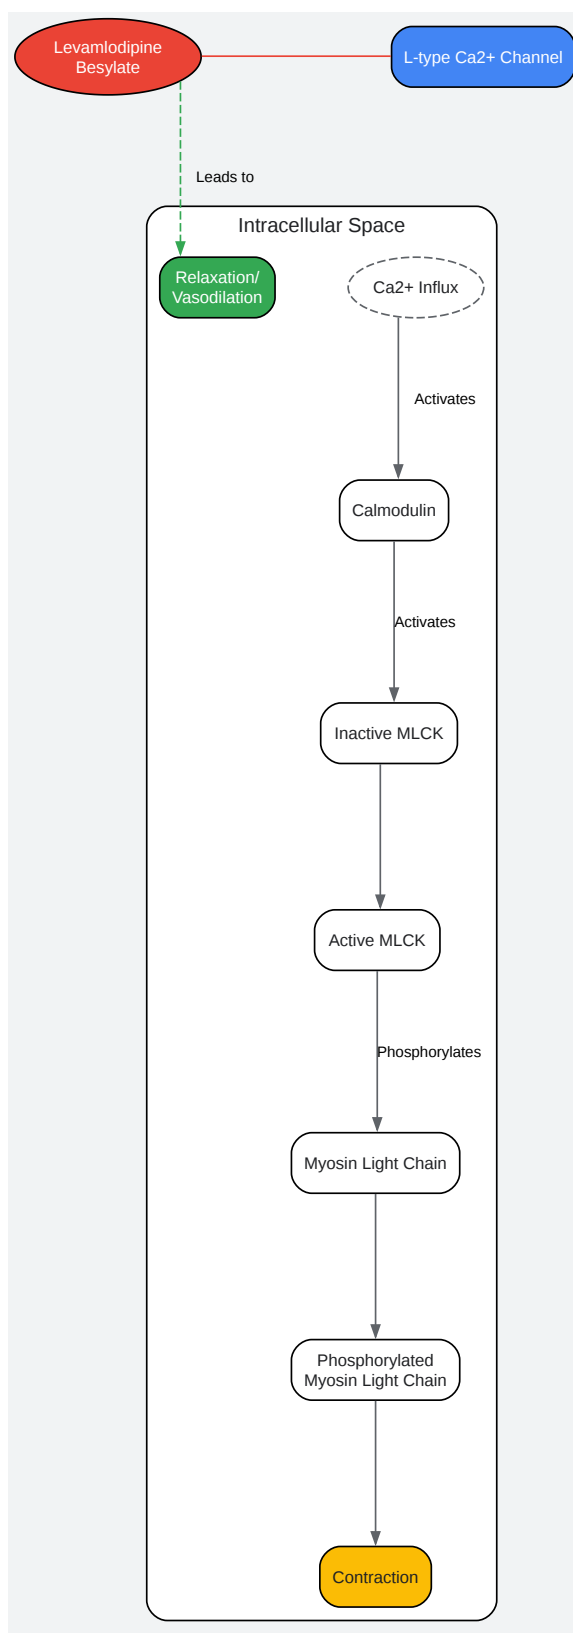 Levamlodipine
Besylate
L-type Ca2+ Channel
Leads to
Intracellular Space
Relaxation/
Vasodilation
Ca2+ Influx
Activates
Calmodulin
Activates
Inactive MLCK
Active MLCK
Phosphorylates
Myosin Light Chain
Phosphorylated
Myosin Light Chain
Contraction